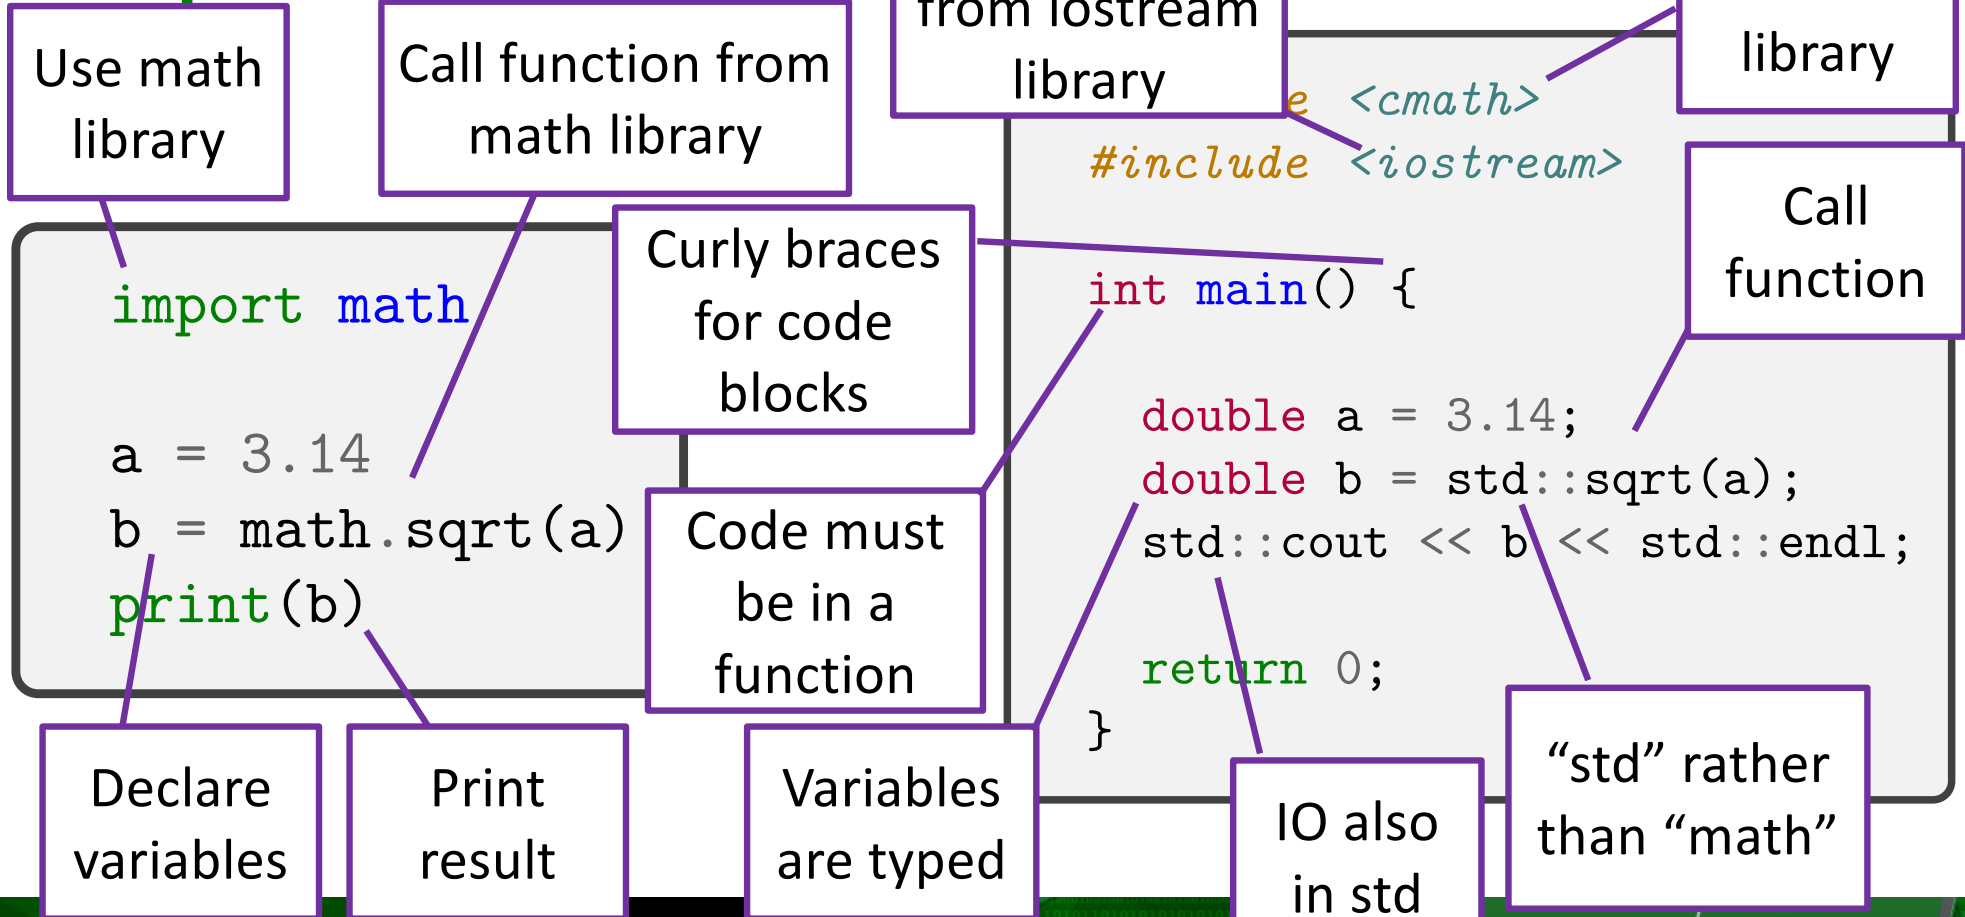 Use math
library
Call function from
math library
from iostream
library
library
Call
function
Curly braces
for code
blocks
Code must
be in a
function
import math
a = 3.14
b = math.sqrt(a)
print(b)
e <cmath>
#include <iostream>
int main() {
double a = 3.14;
double b = std::sqrt(a);
std::cout << b << std::endl;
return 0;
}
Declare
variables
Print
result
Variables
are typed
IO also
in std
“std” rather
than “math”